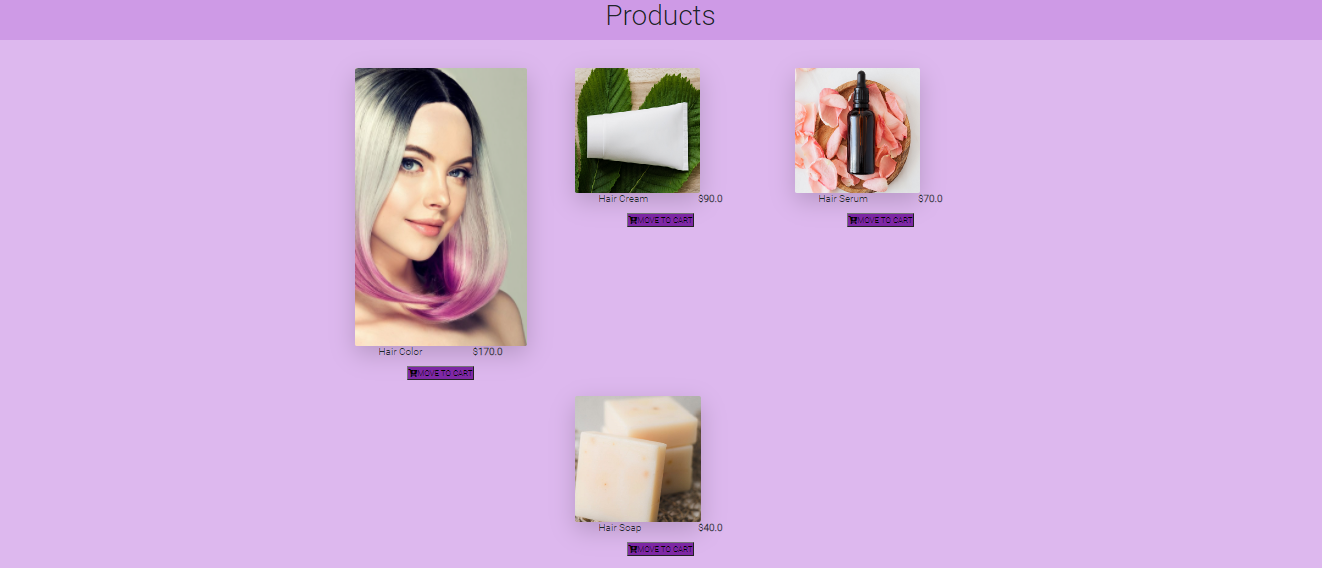 Products
Hair Cream $90.0
MOVE TO CART
Hair Serum $70.0
MOVE TO CART
Hair Color $170.0
MOVE TO CART
Hair Soap $40.0
MOVE TO CART